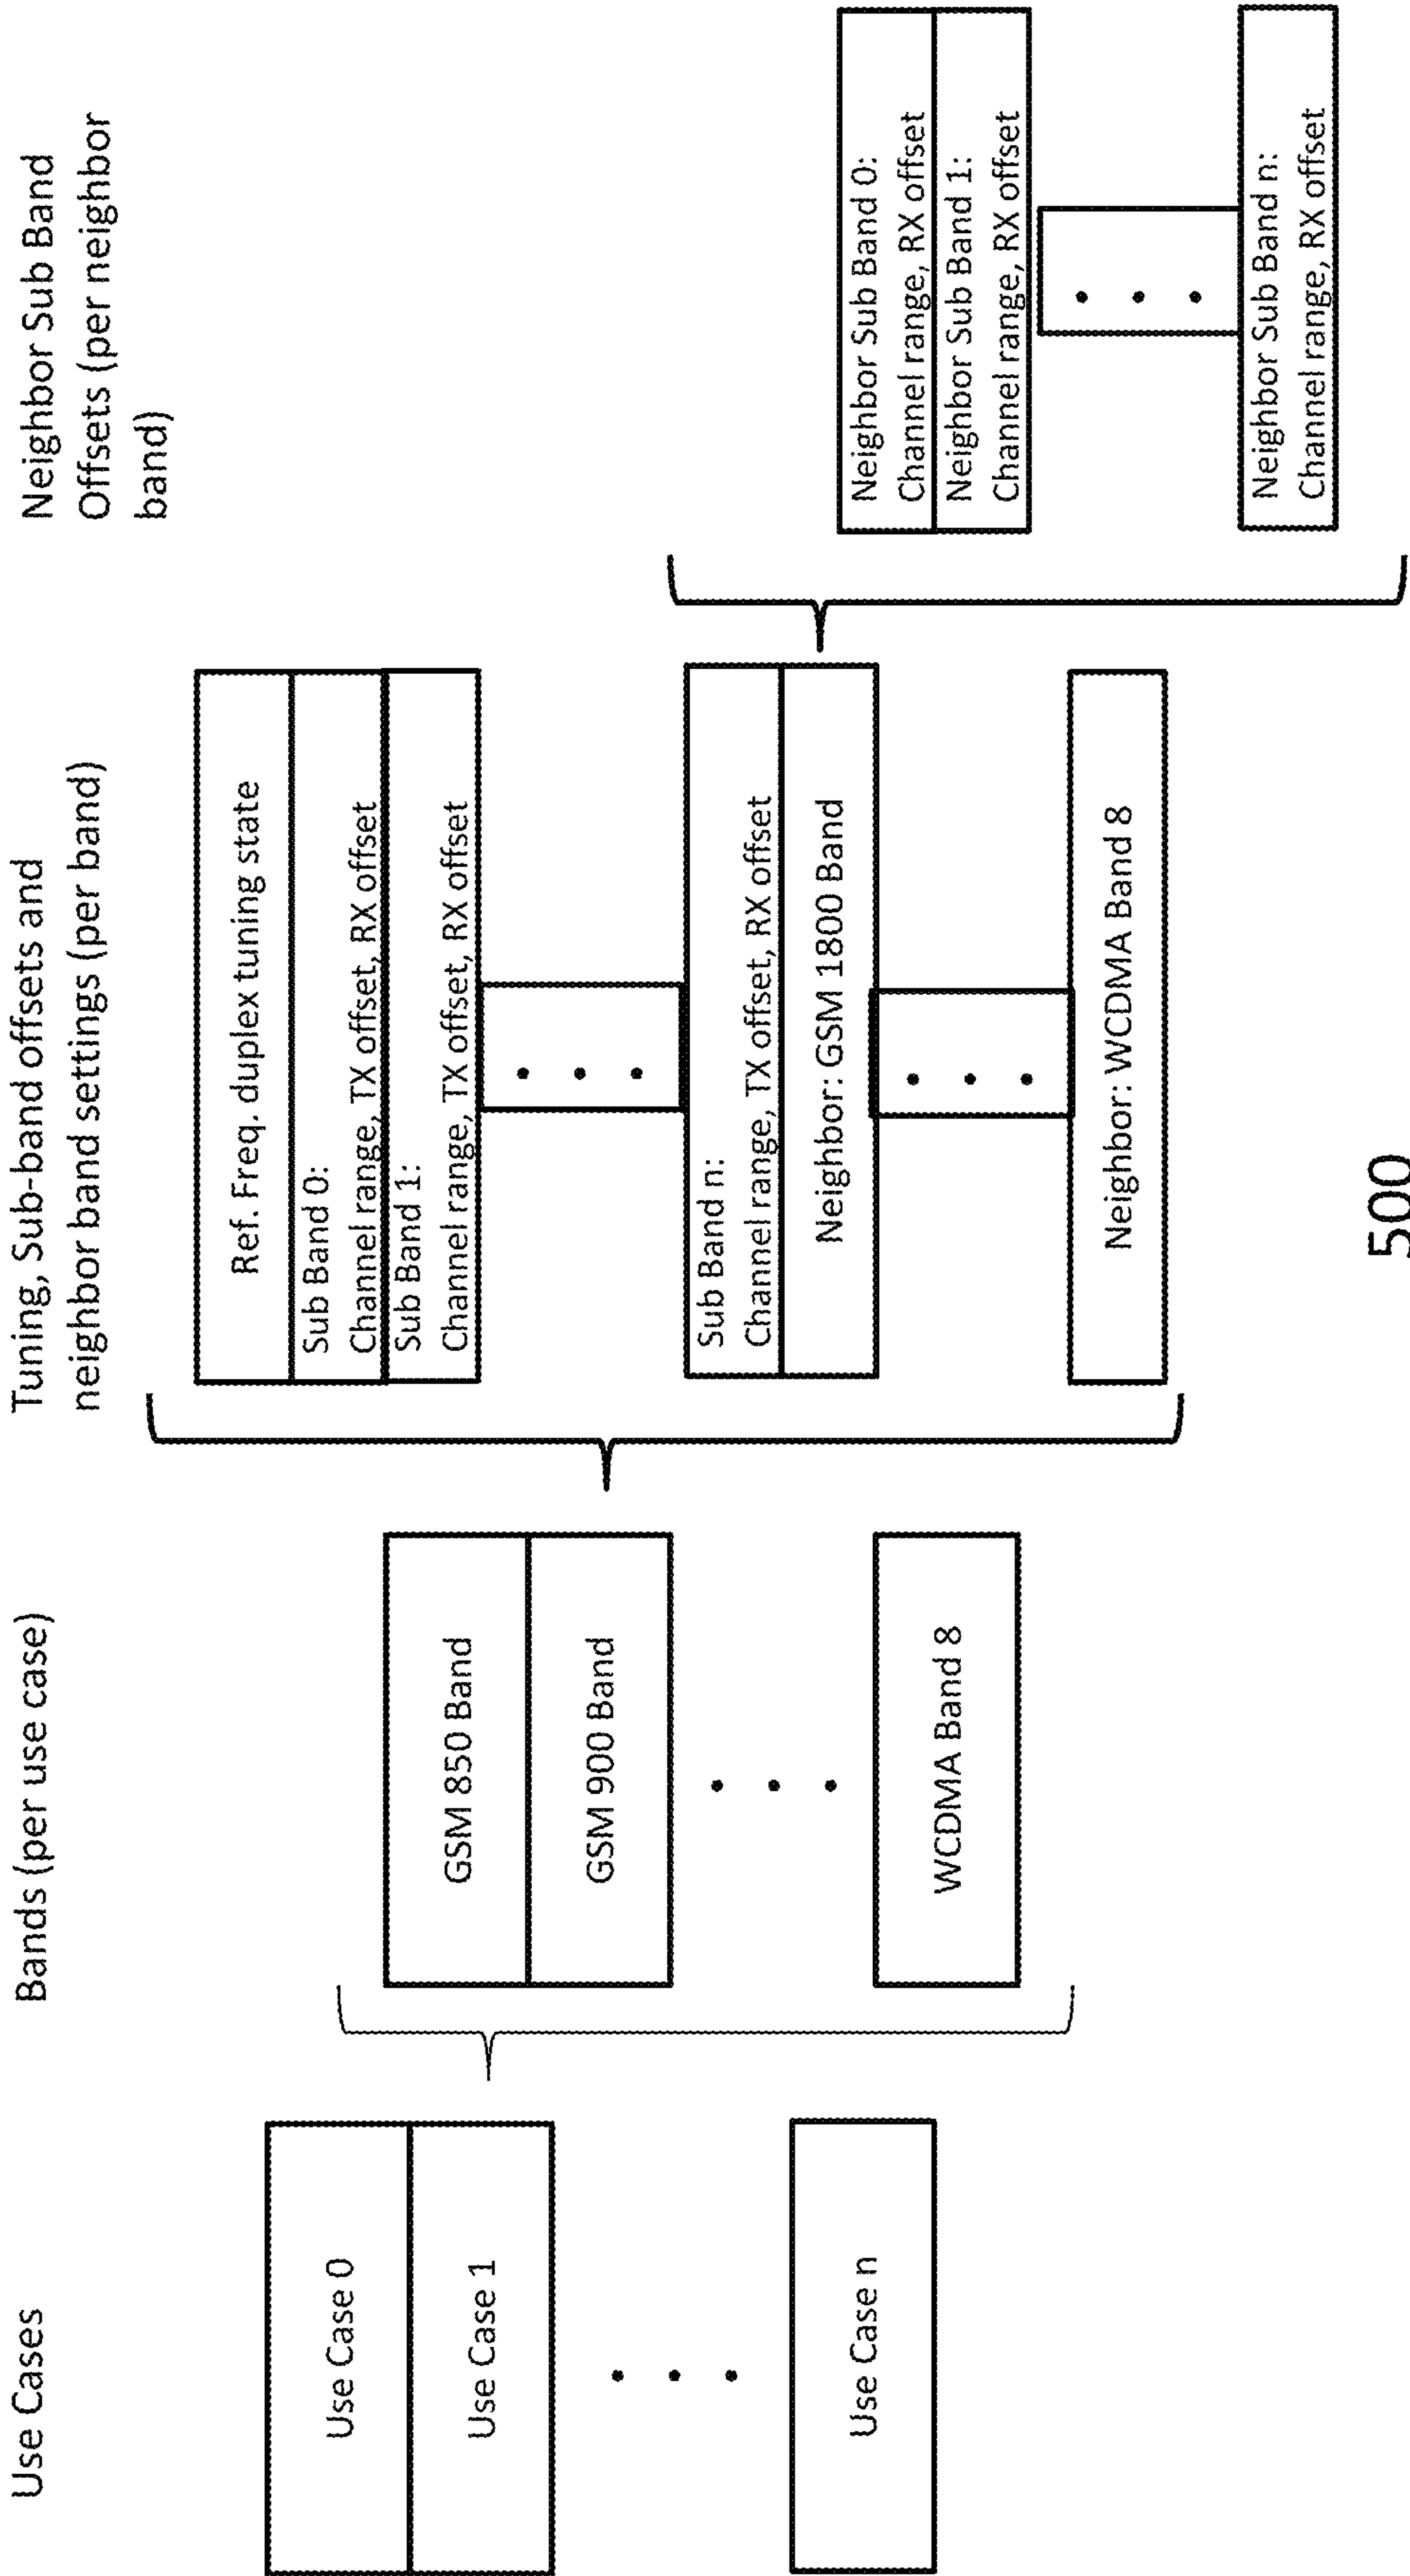 Use Cases
Use Case 0
Use Case 1
Use Case n
Bands (per use case)
GSM 850 Band
GSM 900 Band
WCDMA Band 8
Tuning, Sub-band offsets and
neighbor band settings (per band)
Ref. Freq. duplex tuning state
Sub Band 0:
Channel range, TX offset, RX offset
Sub Band 1:
Channel range, TX offset, RX offset
Sub Band n:
Channel range, TX offset, RX offset
Neighbor: GSM 1800 Band
Neighbor: WCDMA Band 8
Neighbor Sub Band
Offsets (per neighbor
band)
Neighbor Sub Band 0:
Channel range, RX offset
Neighbor Sub Band 1:
Channel range, RX offset
Neighbor Sub Band n:
Channel range, RX offset
500